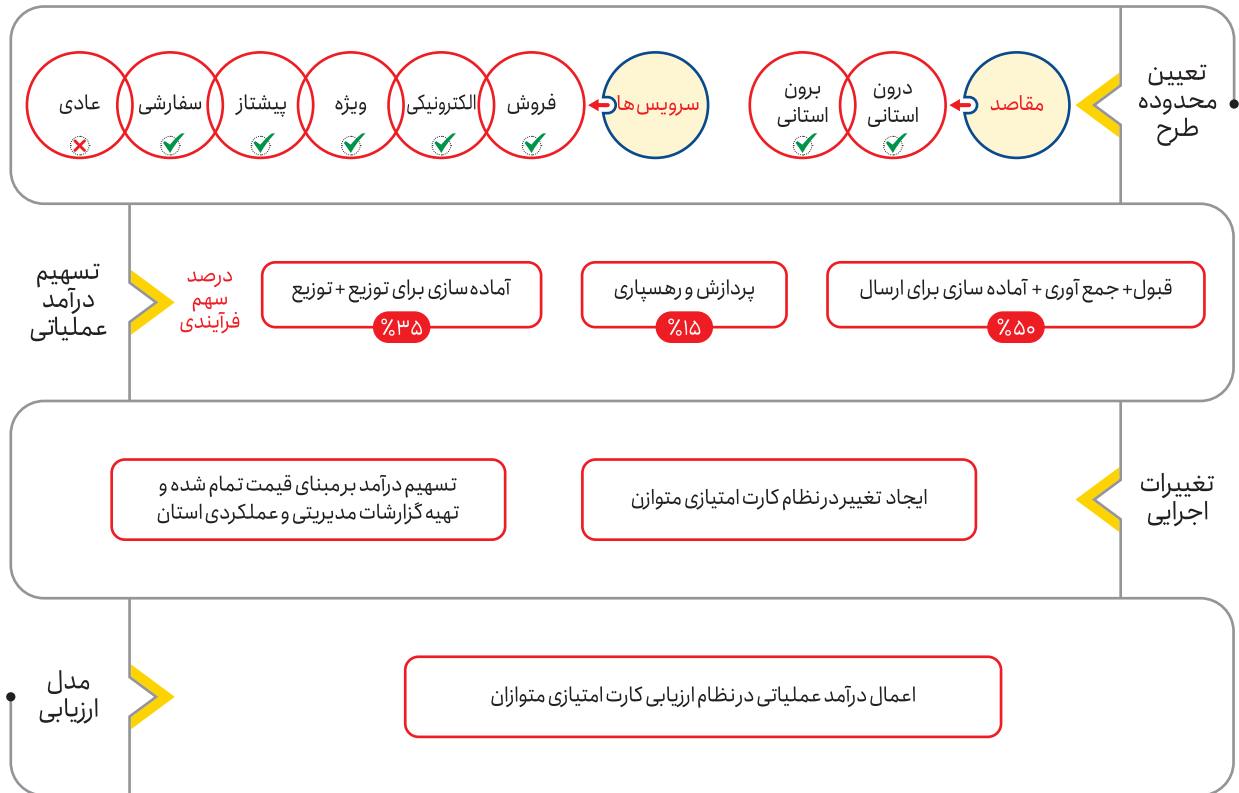 تعیین
محدوده
طرح
مقاصد
درون
استانی
برون
استانی
سرویس‌ها
فروش
الکترونیکی
ویژه
پیشتاز
سفارشی
عادی
تسهیم
درآمد
عملیاتی
درصد
سهم
فرآیندی
قبول+ جمع آوری + آماده سازی برای ارسال
%۵۰
پردازش و رهسپاری
%۱۵
آماده سازی برای توزیع + توزیع
%۳۵
تغییرات
اجرایی
ایجاد تغییر در نظام کارت امتیازی متوازن
تسهیم درآمد بر مبنای قیمت تمام شده و
تهیه گزارشات مدیریتی و عملکردی استان
مدل
ارزیابی
اعمال درآمد عملیاتی در نظام ارزیابی کارت امتیازی متوازان